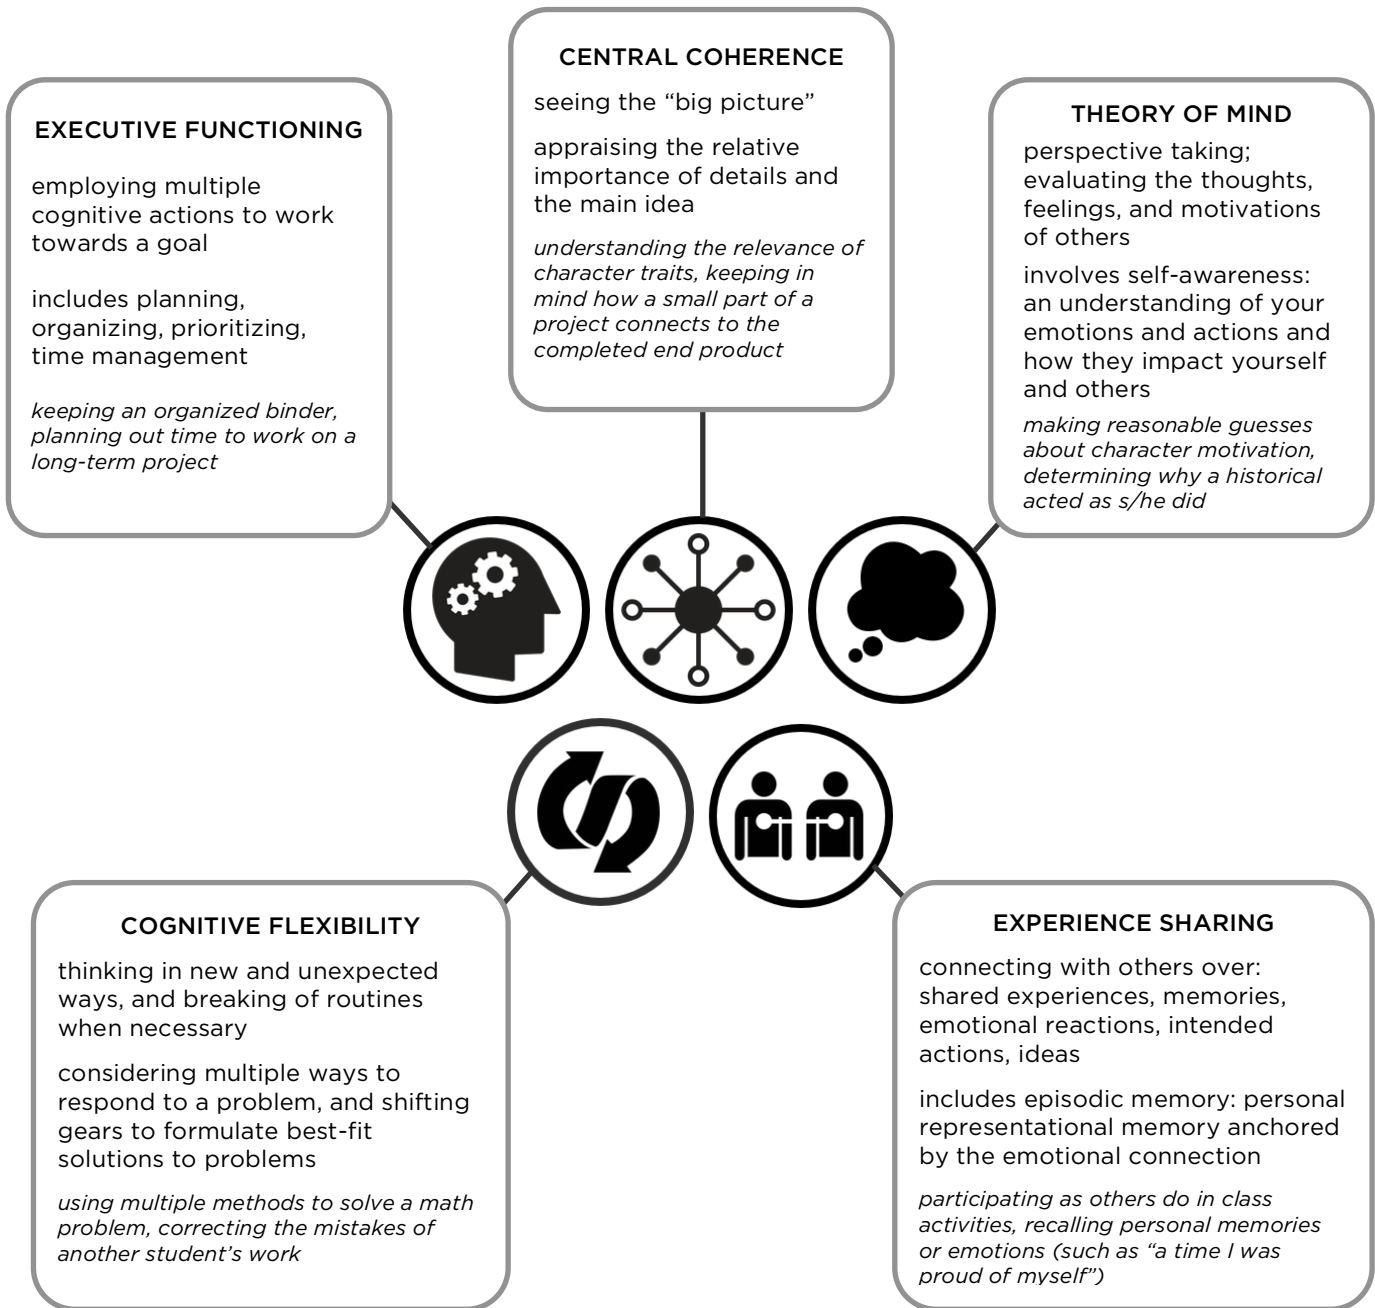 CENTRAL COHERENCE
seeing the “big picture”
appraising the relative
importance of details and
the main idea
understanding the relevance of
character traits, keeping in
mind how a small part of a
project connects to the
completed end product
EXECUTIVE FUNCTIONING
employing multiple
cognitive actions to work
towards a goal
includes planning,
organizing, prioritizing,
time management
keeping an organized binder,
planning out time to work on a
long-term project
THEORY OF MIND
perspective taking;
evaluating the thoughts,
feelings, and motivations
of others
involves self-awareness:
an understanding of your
emotions and actions and
how they impact yourself
and others
making reasonable guesses
about character motivation,
determining why a historical
acted as s/he did
COGNITIVE FLEXIBILITY
thinking in new and unexpected
ways, and breaking of routines
when necessary
considering multiple ways to
respond to a problem, and shifting
gears to formulate best-fit
solutions to problems
using multiple methods to solve a math
problem, correcting the mistakes of
another student’s work
EXPERIENCE SHARING
connecting with others over:
shared experiences, memories,
emotional reactions, intended
actions, ideas
includes episodic memory: personal
representational memory anchored
by the emotional connection
participating as others do in class
activities, recalling personal memories
or emotions (such as “a time I was
proud of myself”)